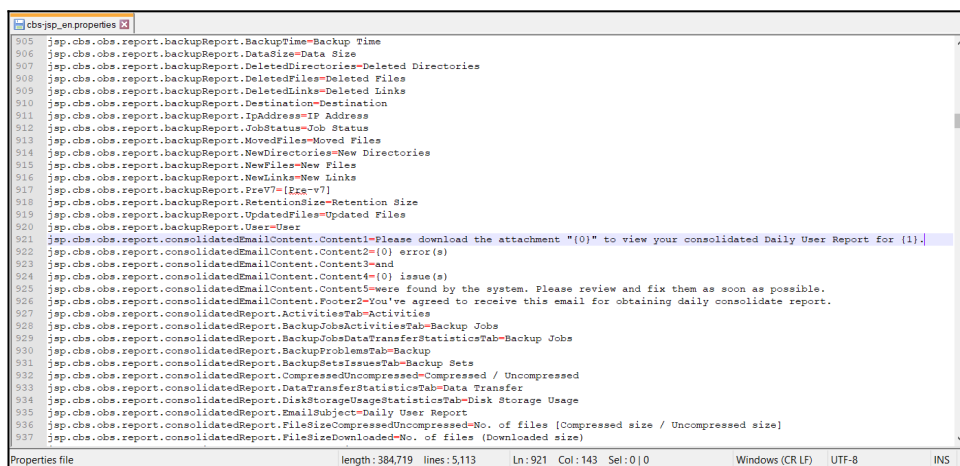 cbs-jsp_en.properties
905 jsp.cbs.obs.report.backupReport.BackupTime=Backup Time
906 jsp.cbs.obs.report.backupReport.DataSize=Data Size
907 jsp.cbs.obs.report.backupReport.DeletedDirectories=Deleted Directories
908 jsp.cbs.obs.report.backupReport.DeletedFiles=Deleted Files
909 jsp.cbs.obs.report.backupReport.DeletedLinks=Deleted Links
910 jsp.cbs.obs.report.backupReport.Destination=Destination
911 jsp.cbs.obs.report.backupReport.IpAddress=IP Address
912 jsp.cbs.obs.report.backupReport.JobStatus=Job Status
913 jsp.cbs.obs.report.backupReport.MovedFiles=Moved Files
914 jsp.cbs.obs.report.backupReport.NewDirectories=New Directories
915 jsp.cbs.obs.report.backupReport.NewFiles=New Files
916 jsp.cbs.obs.report.backupReport.NewLinks=New Links
917 jsp.cbs.obs.report.backupReport.PreV7=[Pre-v7]
918 jsp.cbs.obs.report.backupReport.RetentionSize=Retention Size
919 jsp.cbs.obs.report.backupReport.UpdatedFiles=Updated Files
920 jsp.cbs.obs.report.backupReport.User=User
921 jsp.cbs.obs.report.consolidatedEmailContent.Content1=Please download the attachment "{0}" to view your consolidated Daily User Report for {1}.
922 jsp.cbs.obs.report.consolidatedEmailContent.Content2={0} error(s)
923 jsp.cbs.obs.report.consolidatedEmailContent.Content3=and
924 jsp.cbs.obs.report.consolidatedEmailContent.Content4={0} issue(s)
925 jsp.cbs.obs.report.consolidatedEmailContent.Content5=were found by the system. Please review and fix them as soon as possible.
926 jsp.cbs.obs.report.consolidatedEmailContent.Footer2=You've agreed to receive this email for obtaining daily consolidate report.
927 jsp.cbs.obs.report.consolidatedReport.ActivitiesTab=Activities
928 jsp.cbs.obs.report.consolidatedReport.BackupJobsActivitiesTab=Backup Jobs
929 jsp.cbs.obs.report.consolidatedReport.BackupJobsDataTransferStatisticsTab=Backup Jobs
930 jsp.cbs.obs.report.consolidatedReport.BackupProblemsTab=Backup
931 jsp.cbs.obs.report.consolidatedReport.BackupSetsIssuesTab=Backup Sets
932 jsp.cbs.obs.report.consolidatedReport.CompressedUncompressed=Compressed / Uncompressed
933 jsp.cbs.obs.report.consolidatedReport.DataTransferStatisticsTab=Data Transfer
934 jsp.cbs.obs.report.consolidatedReport.DiskStorageUsageStatisticsTab=Disk Storage Usage
935 jsp.cbs.obs.report.consolidatedReport.EmailSubject=Daily User Report
936 jsp.cbs.obs.report.consolidatedReport.FileSizeCompressedUncompressed=No. of files [Compressed size / Uncompressed size]
937 jsp.cbs.obs.report.consolidatedReport.FileSizeDownloaded=No. of files (Downloaded size)
Properties file length : 384,719 lines : 5,113 Ln : 921 Col : 143 Sel : 0 | 0 Windows (CR LF) UTF-8 INS